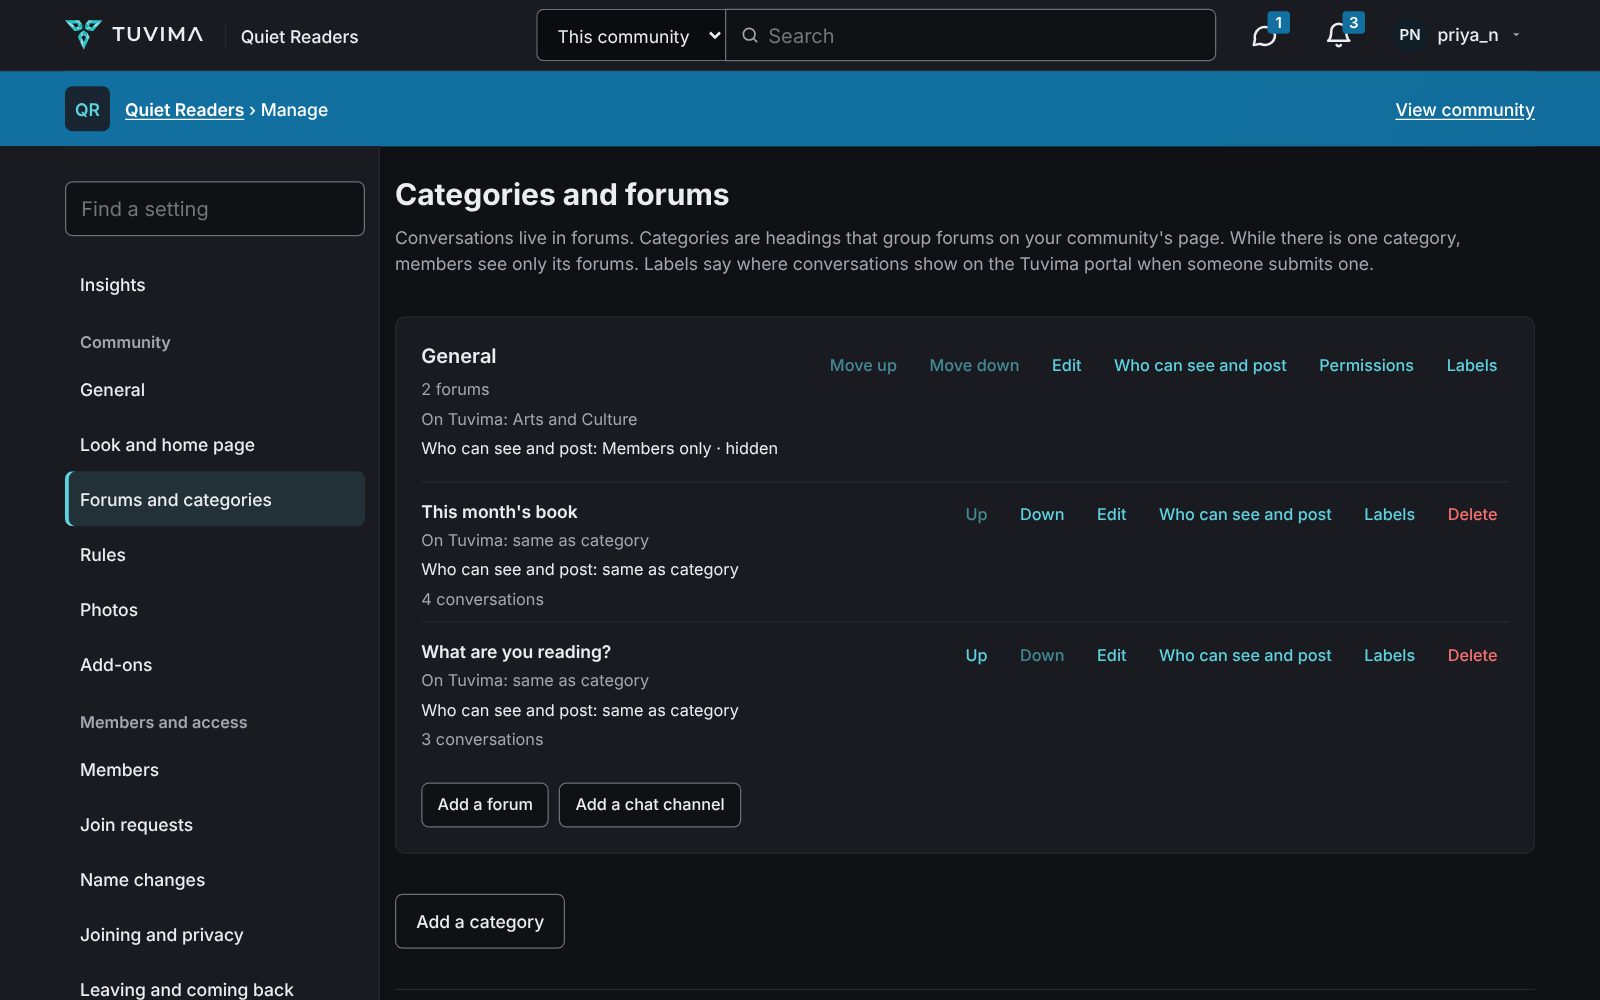 TUVIMA
Quiet Readers
This community
Search
1
3
PN
priya_n
QR
Quiet Readers › Manage
View community
Find a setting
Insights
Community
General
Look and home page
Forums and categories
Rules
Photos
Add-ons
Members and access
Members
Join requests
Name changes
Joining and privacy
Leaving and coming back
Categories and forums
Conversations live in forums. Categories are headings that group forums on your community's page. While there is one category,
members see only its forums. Labels say where conversations show on the Tuvima portal when someone submits one.
General
Move up
Move down
Edit
Who can see and post
Permissions
Labels
2 forums
On Tuvima: Arts and Culture
Who can see and post: Members only · hidden
This month's book
Up
Down
Edit
Who can see and post
Labels
Delete
On Tuvima: same as category
Who can see and post: same as category
4 conversations
What are you reading?
Up
Down
Edit
Who can see and post
Labels
Delete
On Tuvima: same as category
Who can see and post: same as category
3 conversations
Add a forum
Add a chat channel
Add a category